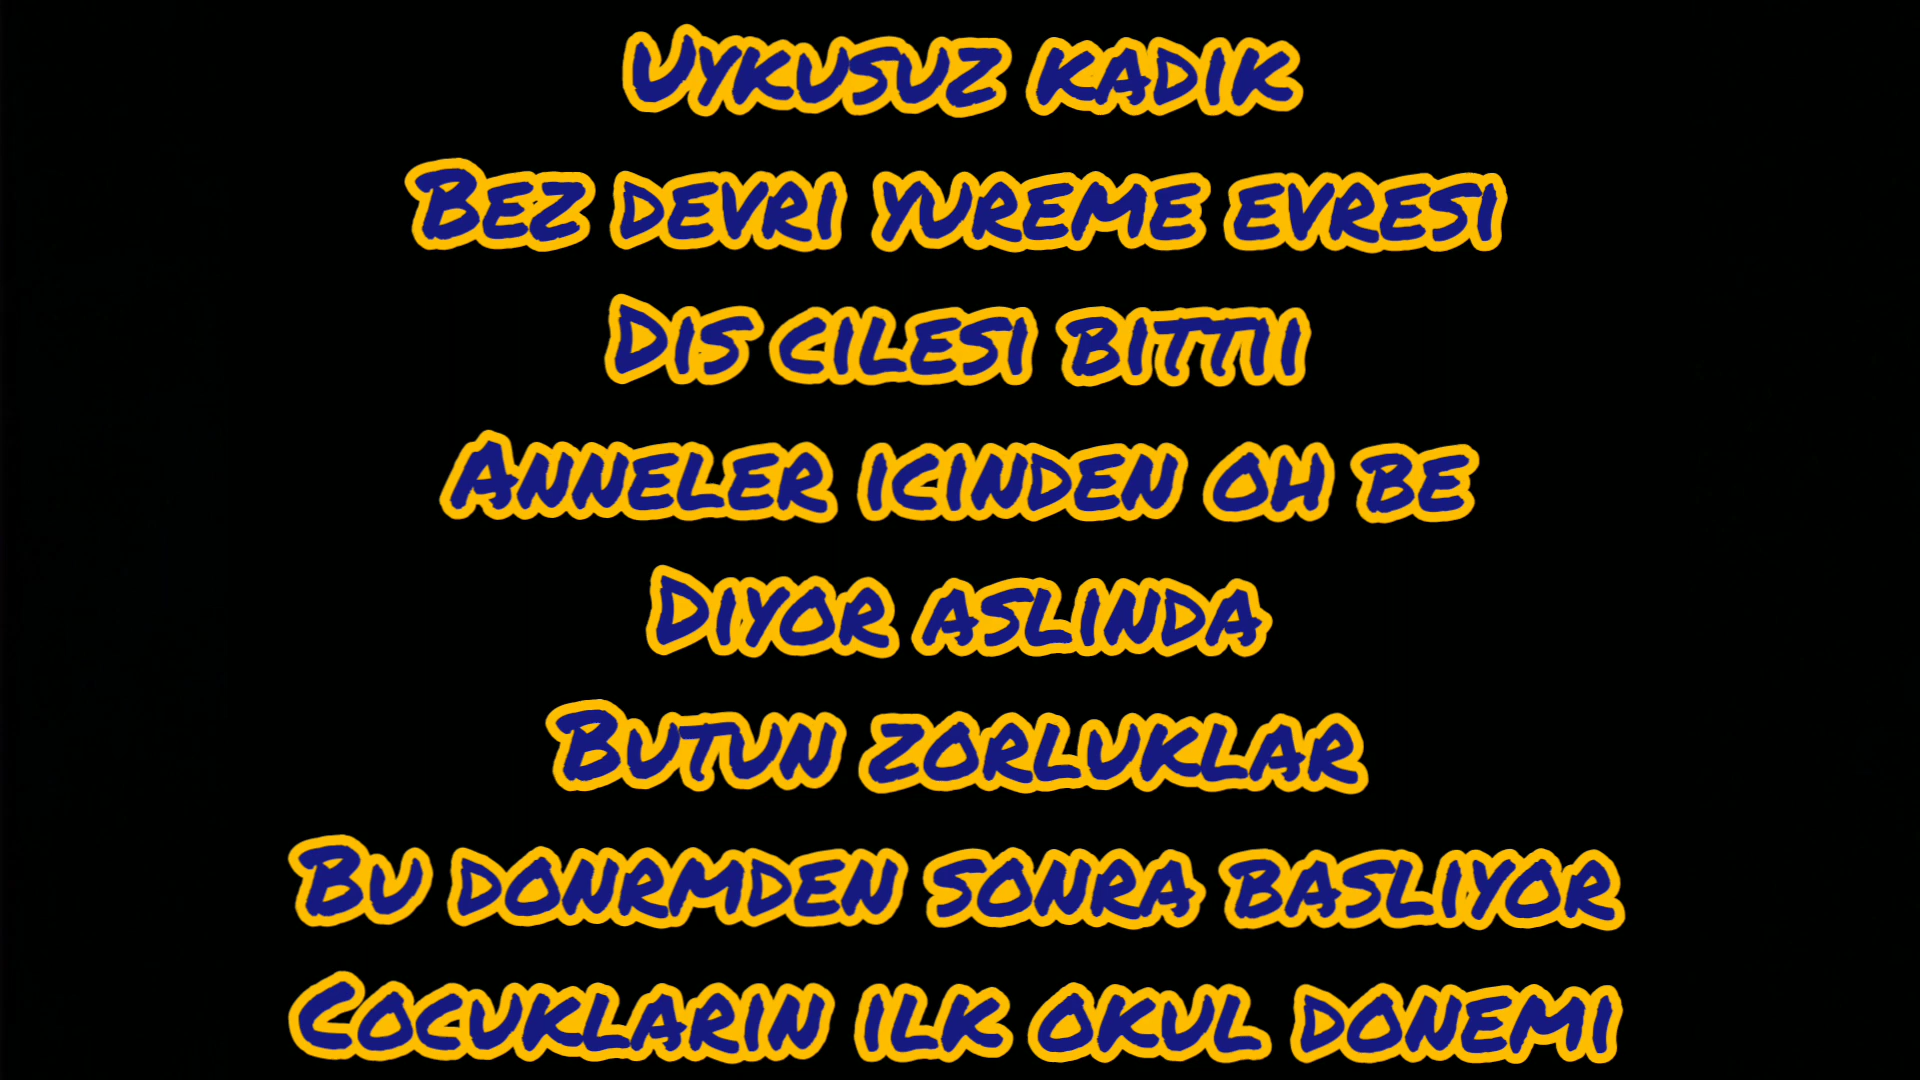 Uykusuz kadik
Bez devri yureme evresi
Dis cilesi bittii
Anneler icinden oh be
Diyor aslinda
Butun zorluklar
Bu donrmden sonra basliyor
Cocuklarin ilk okul donemi